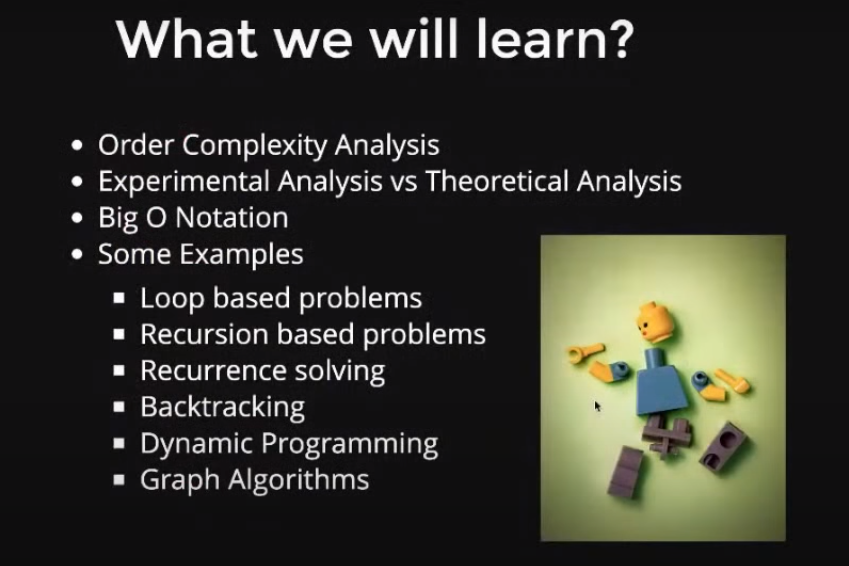 What we will learn?
Order Complexity Analysis
Experimental Analysis vs Theoretical Analysis
Big O Notation
Some Examples
Loop based problems
Recursion based problems
Recurrence solving
Backtracking
Dynamic Programming
Graph Algorithms